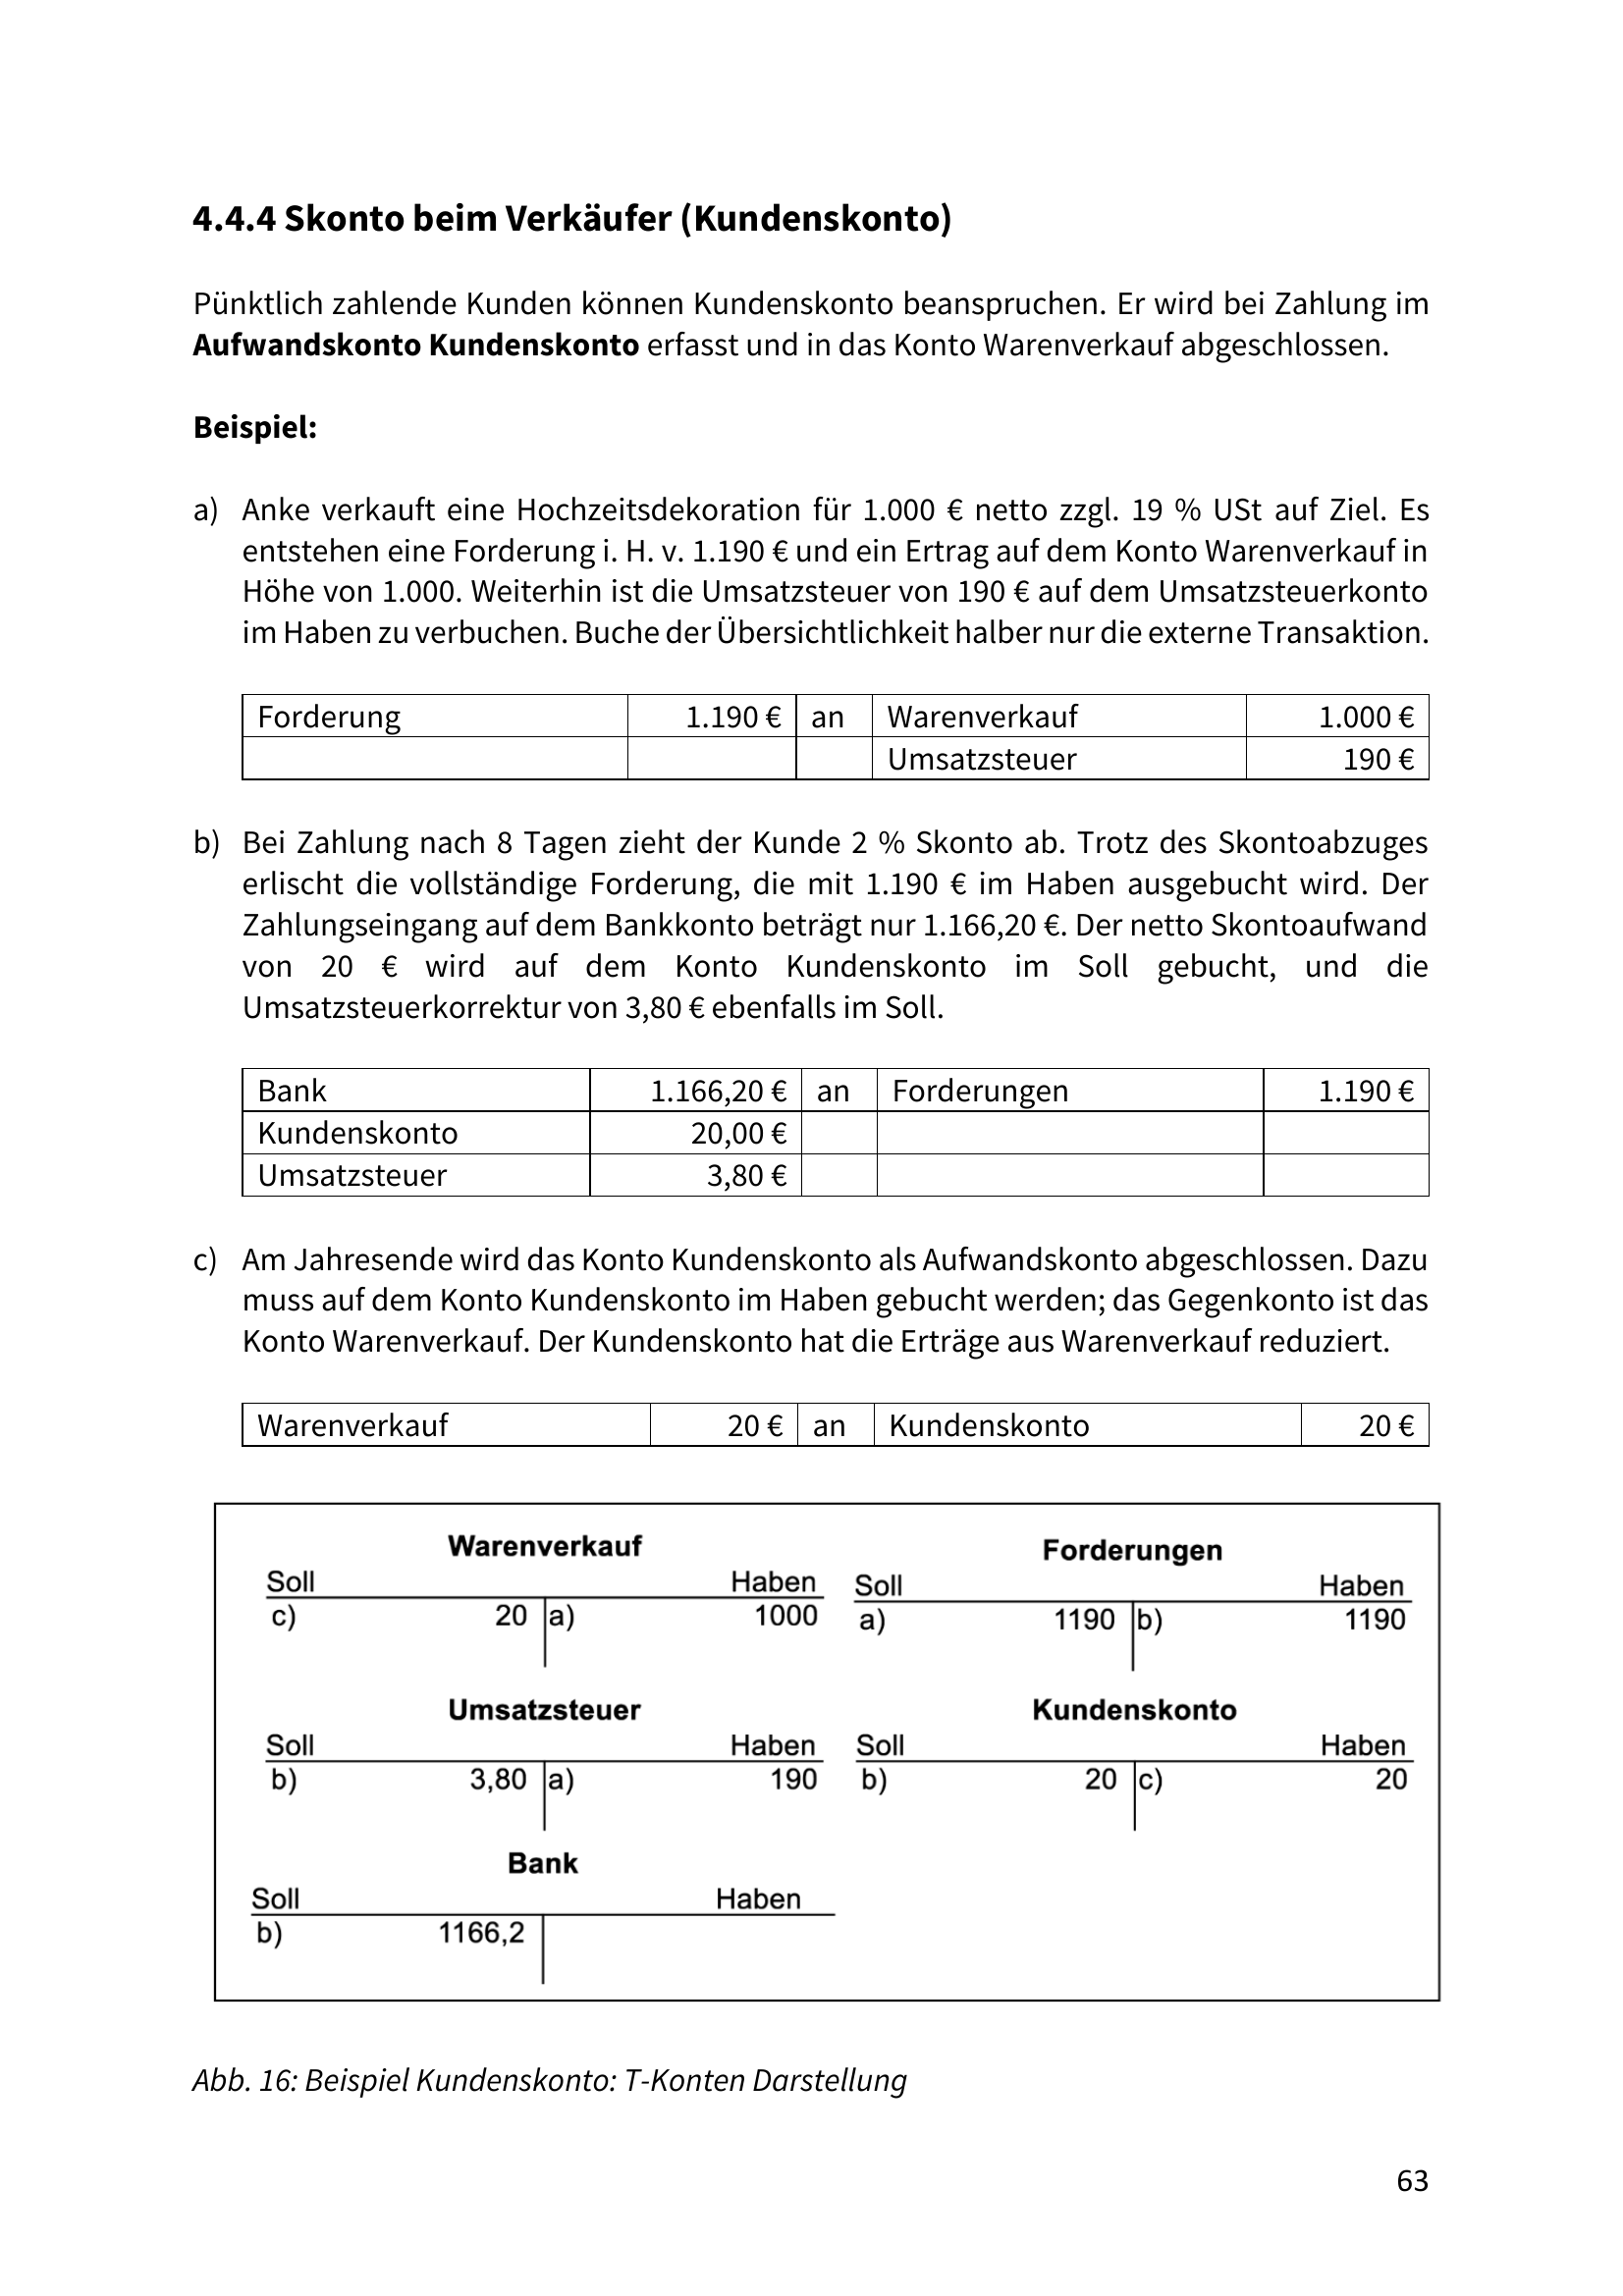 4.4.4 Skonto beim Verkäufer (Kundenskonto)
Pünktlich zahlende Kunden können Kundenskonto beanspruchen. Er wird bei Zahlung im
Aufwandskonto Kundenskonto erfasst und in das Konto Warenverkauf abgeschlossen.
Beispiel:
a) Anke verkauft eine Hochzeitsdekoration für 1.000 € netto zzgl. 19 % USt auf Ziel. Es
entstehen eine Forderung i. H. v. 1.190 € und ein Ertrag auf dem Konto Warenverkauf in
Höhe von 1.000. Weiterhin ist die Umsatzsteuer von 190 € auf dem Umsatzsteuerkonto
im Haben zu verbuchen. Buche der Übersichtlichkeit halber nur die externe Transaktion.
Forderung 1.190 € an Warenverkauf 1.000 €
Umsatzsteuer 190 €
b) Bei Zahlung nach 8 Tagen zieht der Kunde 2 % Skonto ab. Trotz des Skontoabzuges
erlischt die vollständige Forderung, die mit 1.190 € im Haben ausgebucht wird. Der
Zahlungseingang auf dem Bankkonto beträgt nur 1.166,20 €. Der netto Skontoaufwand
von 20 € wird auf dem Konto Kundenskonto im Soll gebucht, und die
Umsatzsteuerkorrektur von 3,80 € ebenfalls im Soll.
Bank 1.166,20 € an Forderungen 1.190 €
Kundenskonto 20,00 €
Umsatzsteuer 3,80 €
c) Am Jahresende wird das Konto Kundenskonto als Aufwandskonto abgeschlossen. Dazu
muss auf dem Konto Kundenskonto im Haben gebucht werden; das Gegenkonto ist das
Konto Warenverkauf. Der Kundenskonto hat die Erträge aus Warenverkauf reduziert.
Warenverkauf 20 € an Kundenskonto 20 €
Warenverkauf
Soll Haben
c) 20 a) 1000
Forderungen
Soll Haben
a) 1190 b) 1190
Umsatzsteuer
Soll Haben
b) 3,80 a) 190
Kundenskonto
Soll Haben
b) 20 c) 20
Bank
Soll Haben
b) 1166,2
Abb. 16: Beispiel Kundenskonto: T-Konten Darstellung
63